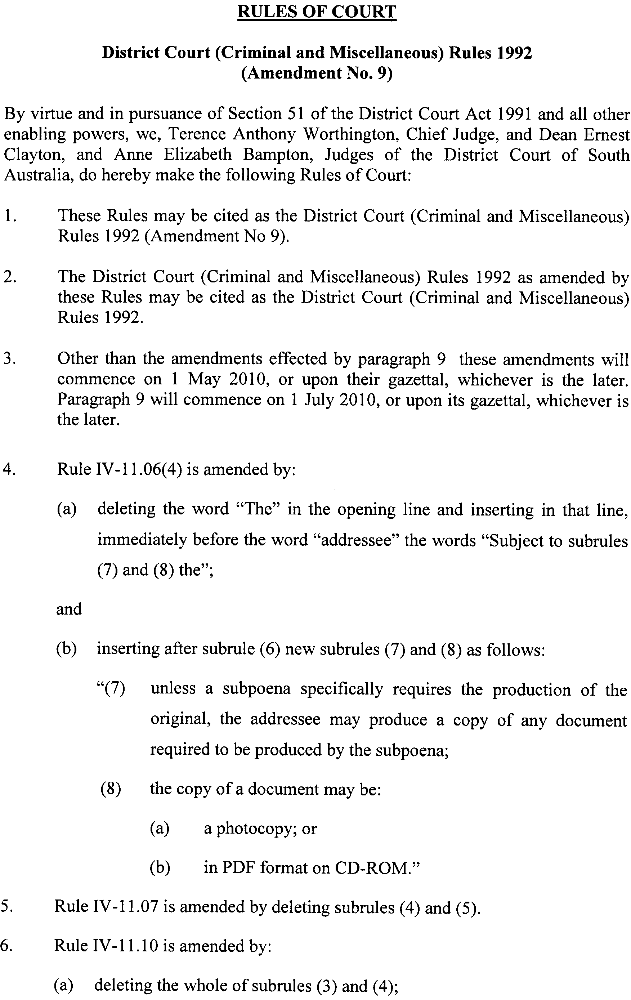 RULES OF COURT
District Court (Criminal and Miscellaneous) Rules 1992
(Amendment No. 9)
By virtue and in pursuance of Section 51 of the District Court Act 1991 and all other
enabling powers, we, Terence Anthony Worthington, Chief Judge, and Dean Ernest
Clayton, and Anne Elizabeth Bampton, Judges of the District Court of South
Australia, do hereby make the following Rules of Court:
1. These Rules may be cited as the District Court (Criminal and Miscellaneous)
Rules 1992 (Amendment No 9).
2. The District Court (Criminal and Miscellaneous) Rules 1992 as amended by
these Rules may be cited as the District Court (Criminal and Miscellaneous)
Rules 1992.
3. Other than the amendments effected by paragraph 9 these amendments will
commence on 1 May 2010, or upon their gazettal, whichever is the later.
Paragraph 9 will commence on 1 July 2010, or upon its gazettal, whichever is
the later.
4. Rule IV-11.06(4) is amended by:
(a) deleting the word “The” in the opening line and inserting in that line,
immediately before the word “addressee” the words “Subject to subrules
(7) and (8) the”;
and
(b) inserting after subrule (6) new subrules (7) and (8) as follows:
“(7) unless a subpoena specifically requires the production of the
original, the addressee may produce a copy of any document
required to be produced by the subpoena;
(8) the copy of a document may be:
(a) a photocopy; or
(b) in PDF format on CD-ROM.”
5. Rule IV-11.07 is amended by deleting subrules (4) and (5).
6. Rule IV-11.10 is amended by:
(a) deleting the whole of subrules (3) and (4);